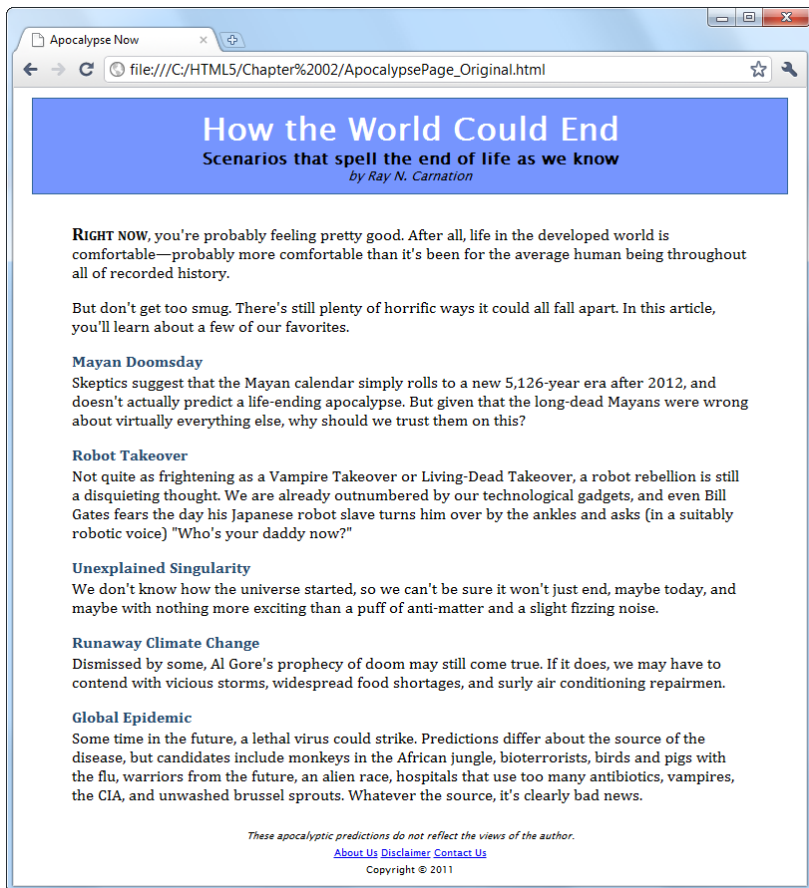 Apocalypse Now
file:///C:/HTML5/Chapter%2002/ApocalypsePage_Original.html
How the World Could End
Scenarios that spell the end of life as we know
by Ray N. Carnation
RIGHT NOW, you're probably feeling pretty good. After all, life in the developed world is
comfortable—probably more comfortable than it's been for the average human being throughout
all of recorded history.
But don't get too smug. There's still plenty of horrific ways it could all fall apart. In this article,
you'll learn about a few of our favorites.
Mayan Doomsday
Skeptics suggest that the Mayan calendar simply rolls to a new 5,126-year era after 2012, and
doesn't actually predict a life-ending apocalypse. But given that the long-dead Mayans were wrong
about virtually everything else, why should we trust them on this?
Robot Takeover
Not quite as frightening as a Vampire Takeover or Living-Dead Takeover, a robot rebellion is still
a disquieting thought. We are already outnumbered by our technological gadgets, and even Bill
Gates fears the day his Japanese robot slave turns him over by the ankles and asks (in a suitably
robotic voice) "Who's your daddy now?"
Unexplained Singularity
We don't know how the universe started, so we can't be sure it won't just end, maybe today, and
maybe with nothing more exciting than a puff of anti-matter and a slight fizzing noise.
Runaway Climate Change
Dismissed by some, Al Gore's prophecy of doom may still come true. If it does, we may have to
contend with vicious storms, widespread food shortages, and surly air conditioning repairmen.
Global Epidemic
Some time in the future, a lethal virus could strike. Predictions differ about the source of the
disease, but candidates include monkeys in the African jungle, bioterrorists, birds and pigs with
the flu, warriors from the future, an alien race, hospitals that use too many antibiotics, vampires,
the CIA, and unwashed brussel sprouts. Whatever the source, it's clearly bad news.
These apocalyptic predictions do not reflect the views of the author.
About Us Disclaimer Contact Us
Copyright © 2011